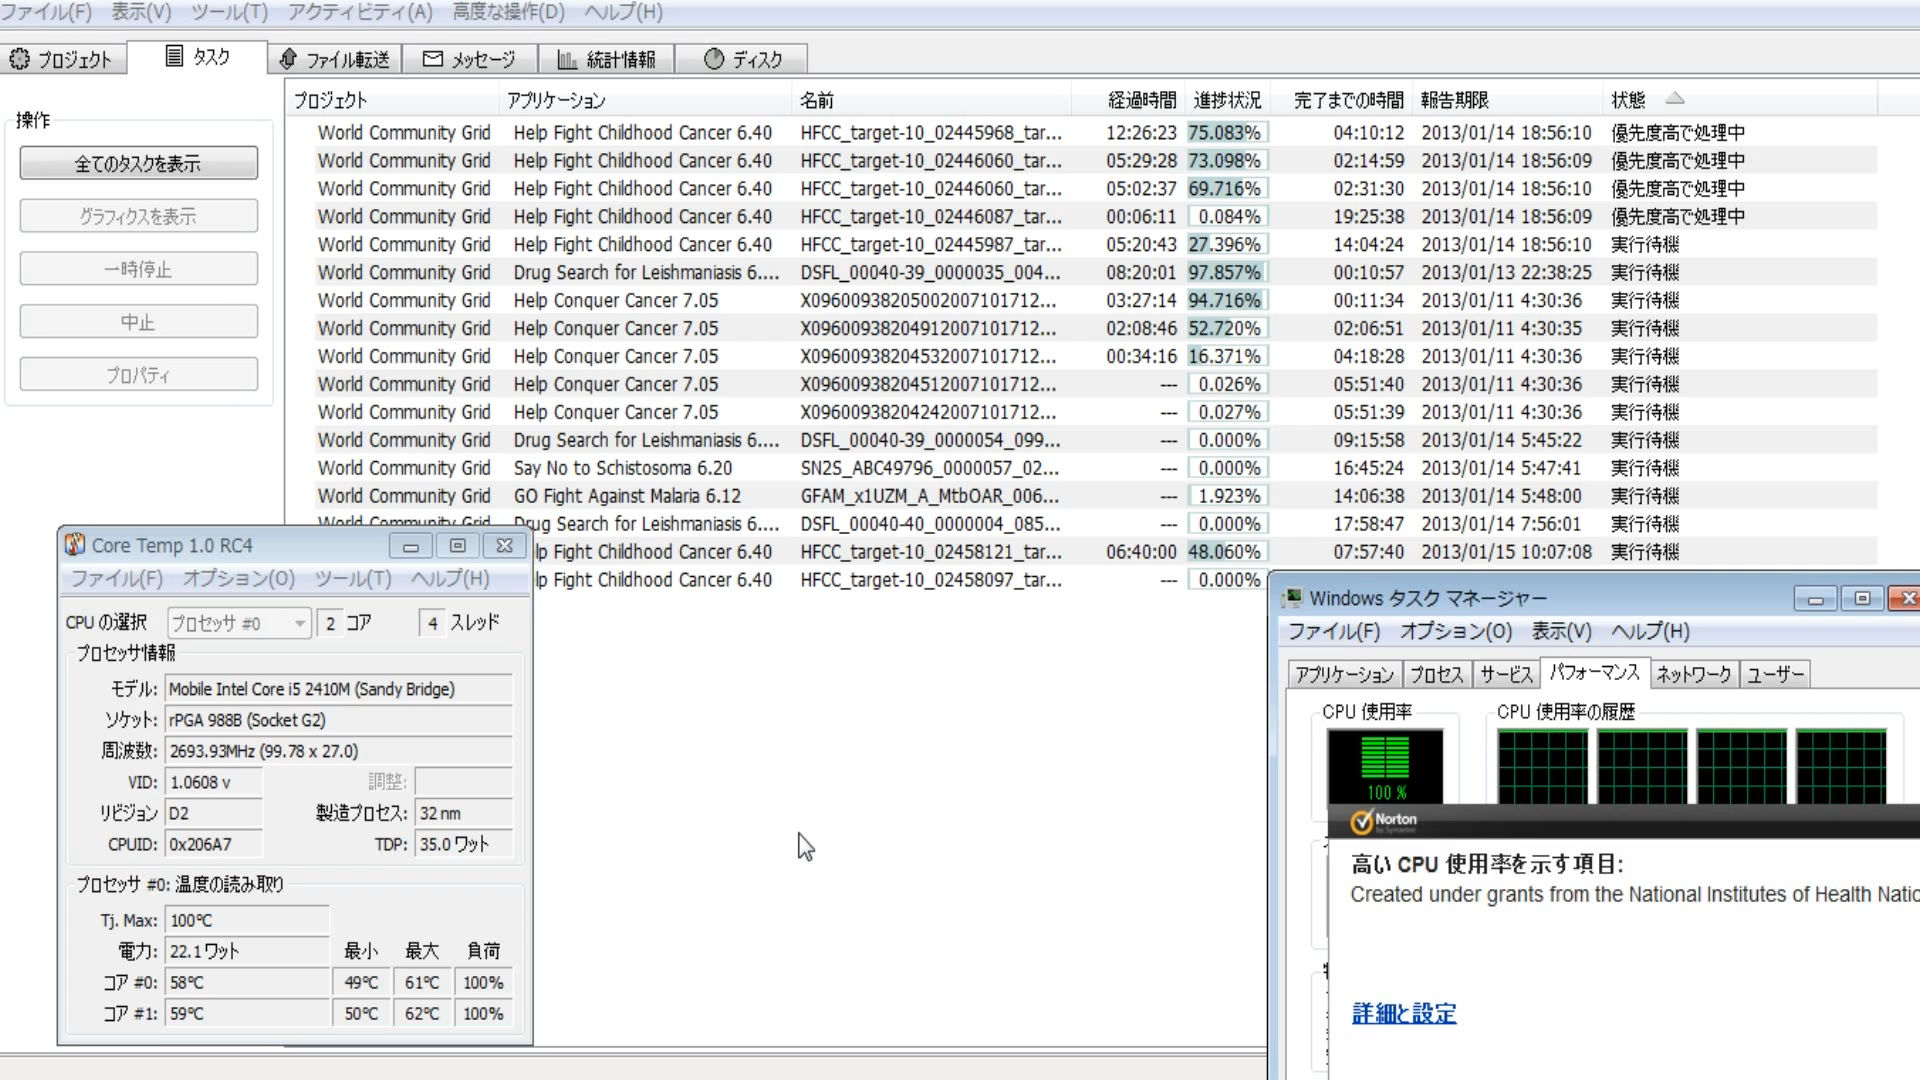 ファイル(F) 表示(V) ツール(T) アクティビティ(A) 高度な操作(D) ヘルプ(H)
プロジェクト タスク ファイル転送 メッセージ 統計情報 ディスク
操作
全てのタスクを表示
グラフィクスを表示
一時停止
中止
プロパティ
プロジェクト アプリケーション 名前 経過時間 進捗状況 完了までの時間 報告期限 状態
World Community Grid Help Fight Childhood Cancer 6.40 HFCC_target-10_02445968_tar... 12:26:23 75.083% 04:10:12 2013/01/14 18:56:10 優先度高で処理中
World Community Grid Help Fight Childhood Cancer 6.40 HFCC_target-10_02446060_tar... 05:29:28 73.098% 02:14:59 2013/01/14 18:56:09 優先度高で処理中
World Community Grid Help Fight Childhood Cancer 6.40 HFCC_target-10_02446060_tar... 05:02:37 69.716% 02:31:30 2013/01/14 18:56:10 優先度高で処理中
World Community Grid Help Fight Childhood Cancer 6.40 HFCC_target-10_02446087_tar... 00:06:11 0.084% 19:25:38 2013/01/14 18:56:09 優先度高で処理中
World Community Grid Help Fight Childhood Cancer 6.40 HFCC_target-10_02445987_tar... 05:20:43 27.396% 14:04:24 2013/01/14 18:56:10 実行待機
World Community Grid Drug Search for Leishmaniasis 6.... DSFL_00040-39_0000035_004... 08:20:01 97.857% 00:10:57 2013/01/13 22:38:25 実行待機
World Community Grid Help Conquer Cancer 7.05 X09600938205002007101712... 03:27:14 94.716% 00:11:34 2013/01/11 4:30:36 実行待機
World Community Grid Help Conquer Cancer 7.05 X09600938204912007101712... 02:08:46 52.720% 02:06:51 2013/01/11 4:30:35 実行待機
World Community Grid Help Conquer Cancer 7.05 X09600938204532007101712... 00:34:16 16.371% 04:18:28 2013/01/11 4:30:36 実行待機
World Community Grid Help Conquer Cancer 7.05 X09600938204512007101712... --- 0.026% 05:51:40 2013/01/11 4:30:36 実行待機
World Community Grid Help Conquer Cancer 7.05 X09600938204242007101712... --- 0.027% 05:51:39 2013/01/11 4:30:36 実行待機
World Community Grid Drug Search for Leishmaniasis 6.... DSFL_00040-39_0000054_099... --- 0.000% 09:15:58 2013/01/14 5:45:22 実行待機
World Community Grid Say No to Schistosoma 6.20 SN2S_ABC49796_0000057_02... --- 0.000% 16:45:24 2013/01/14 5:47:41 実行待機
World Community Grid GO Fight Against Malaria 6.12 GFAM_x1UZM_A_MtbOAR_006... --- 1.923% 14:06:38 2013/01/14 5:48:00 実行待機
World Community Grid Drug Search for Leishmaniasis 6.... DSFL_00040-40_0000004_085... --- 0.000% 17:58:47 2013/01/14 7:56:01 実行待機
lp Fight Childhood Cancer 6.40 HFCC_target-10_02458121_tar... 06:40:00 48.060% 07:57:40 2013/01/15 10:07:08 実行待機
lp Fight Childhood Cancer 6.40 HFCC_target-10_02458097_tar... --- 0.000%
Core Temp 1.0 RC4
ファイル(F) オプション(O) ツール(T) ヘルプ(H)
CPU の選択 プロセッサ #0 2 コア 4 スレッド
プロセッサ情報
モデル: Mobile Intel Core i5 2410M (Sandy Bridge)
ソケット: rPGA 988B (Socket G2)
周波数: 2693.93MHz (99.78 x 27.0)
VID: 1.0608 v 調整:
リビジョン D2 製造プロセス: 32 nm
CPUID: 0x206A7 TDP: 35.0 ワット
プロセッサ #0: 温度の読み取り
Tj. Max: 100℃
電力: 22.1 ワット 最小 最大 負荷
コア #0: 58℃ 49℃ 61℃ 100%
コア #1: 59℃ 50℃ 62℃ 100%
Windows タスク マネージャー
ファイル(F) オプション(O) 表示(V) ヘルプ(H)
アプリケーション プロセス サービス パフォーマンス ネットワーク ユーザー
CPU 使用率 CPU 使用率の履歴
100 %
Norton
by Symantec
高い CPU 使用率を示す項目:
Created under grants from the National Institutes of Health Natio
詳細と設定